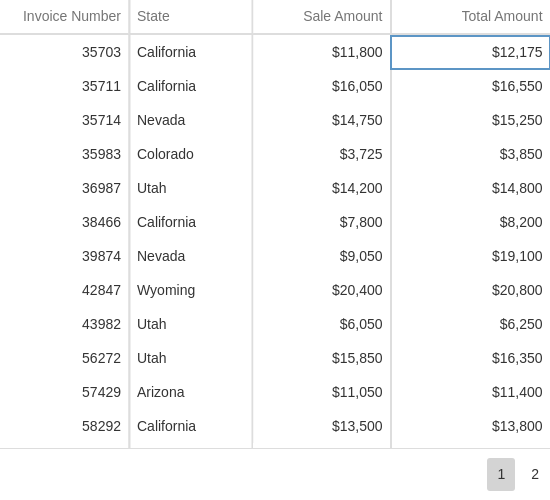 Invoice Number State Sale Amount Total Amount
35703 California $11,800 $12,175
35711 California $16,050 $16,550
35714 Nevada $14,750 $15,250
35983 Colorado $3,725 $3,850
36987 Utah $14,200 $14,800
38466 California $7,800 $8,200
39874 Nevada $9,050 $19,100
42847 Wyoming $20,400 $20,800
43982 Utah $6,050 $6,250
56272 Utah $15,850 $16,350
57429 Arizona $11,050 $11,400
58292 California $13,500 $13,800
1 2